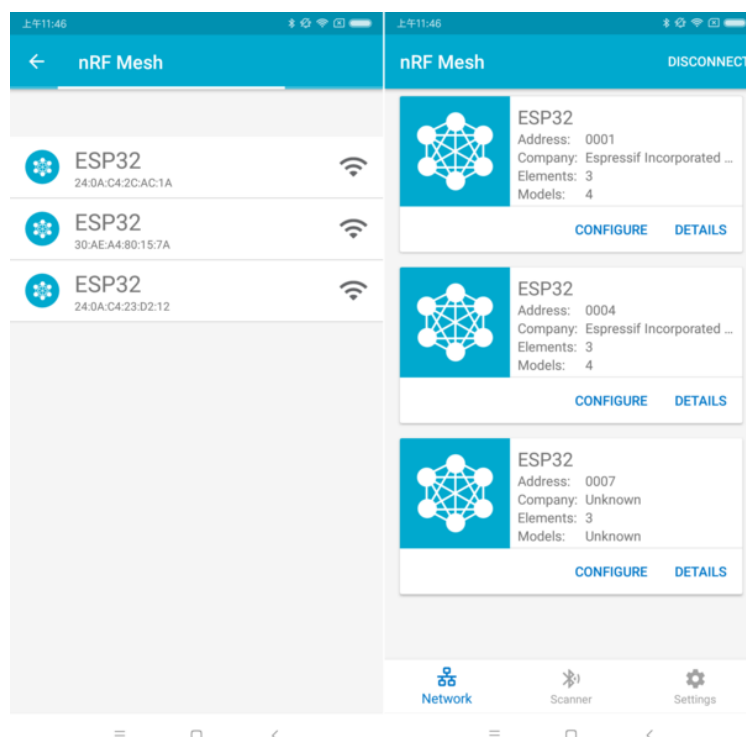 上午11:46
nRF Mesh
ESP32
24:0A:C4:2C:AC:1A
ESP32
30:AE:A4:80:15:7A
ESP32
24:0A:C4:23:D2:12
上午11:46
nRF Mesh
DISCONNECT
ESP32
Address: 0001
Company: Espressif Incorporated ...
Elements: 3
Models: 4
CONFIGURE DETAILS
ESP32
Address: 0004
Company: Espressif Incorporated ...
Elements: 3
Models: 4
CONFIGURE DETAILS
ESP32
Address: 0007
Company: Unknown
Elements: 3
Models: Unknown
CONFIGURE DETAILS
Network Scanner Settings